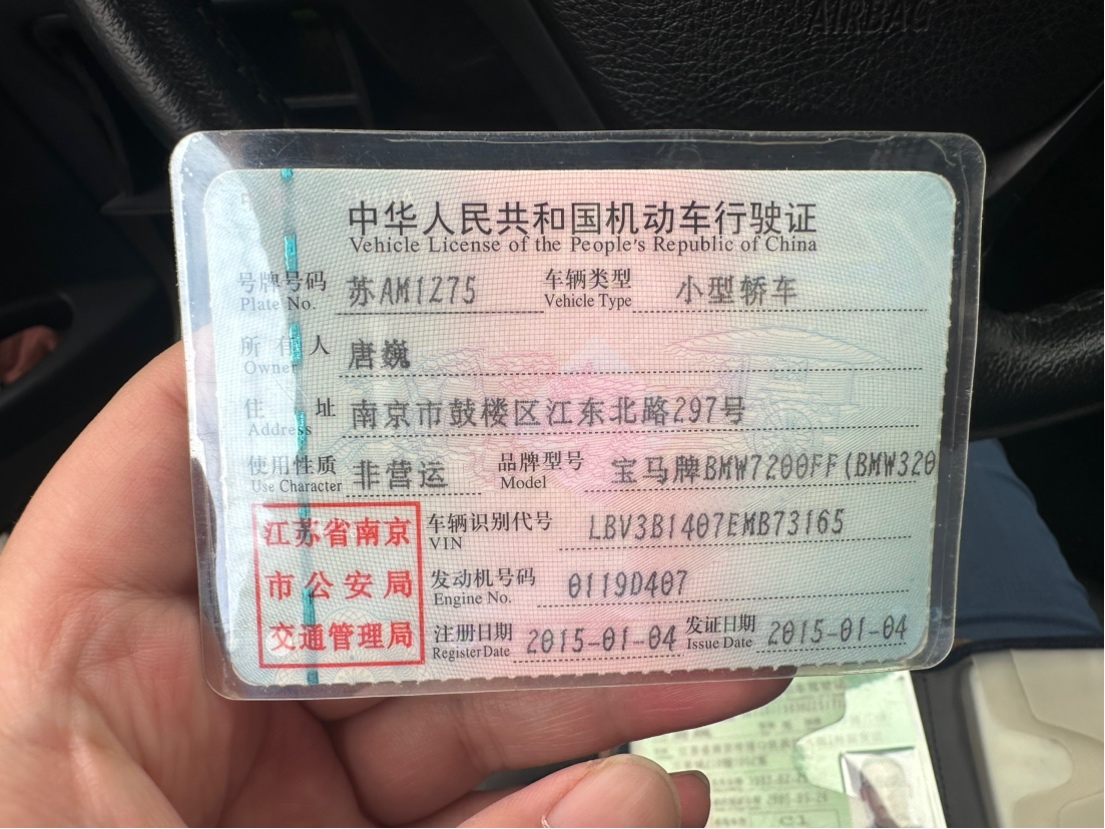 AIRBAG
中华人民共和国机动车行驶证
Vehicle License of the People's Republic of China
号牌号码 苏AM1275 车辆类型 小型轿车
Plate No. Vehicle Type
所有人 唐巍
Owner
住址 南京市鼓楼区江东北路297号
Address
使用性质 非营运 品牌型号 宝马牌BMW7200FF(BMW320
Use Character Model
江苏省南京 车辆识别代号 LBV3B1407EMB73165
VIN
市公安局 发动机号码 0119D407
Engine No.
交通管理局 注册日期 2015-01-04 发证日期 2015-01-04
Register Date Issue Date
C1